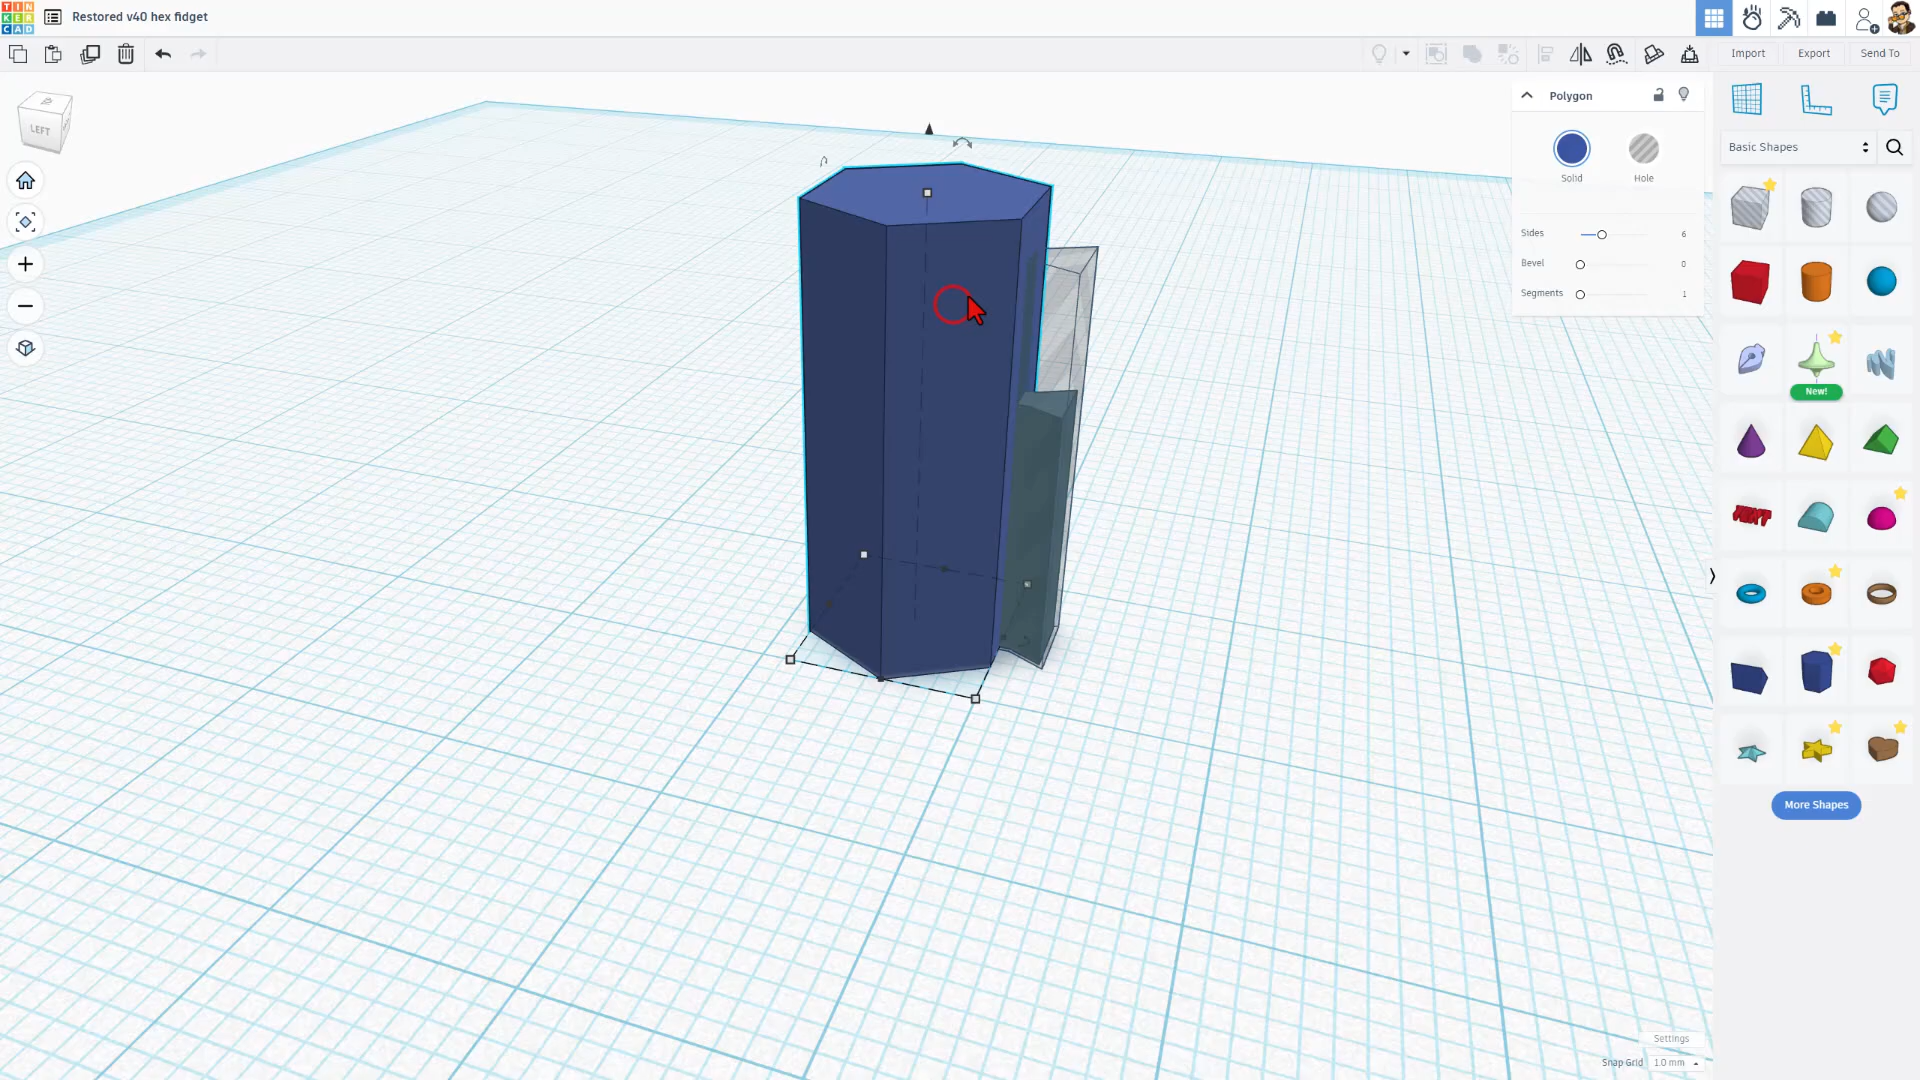 TIN
KER
CAD
Restored v40 hex fidget
Import
Export
Send To
LEFT
Polygon
Solid
Hole
Sides
6
Bevel
0
Segments
1
Basic Shapes
New!
TEXT
More Shapes
Settings
Snap Grid
1.0 mm